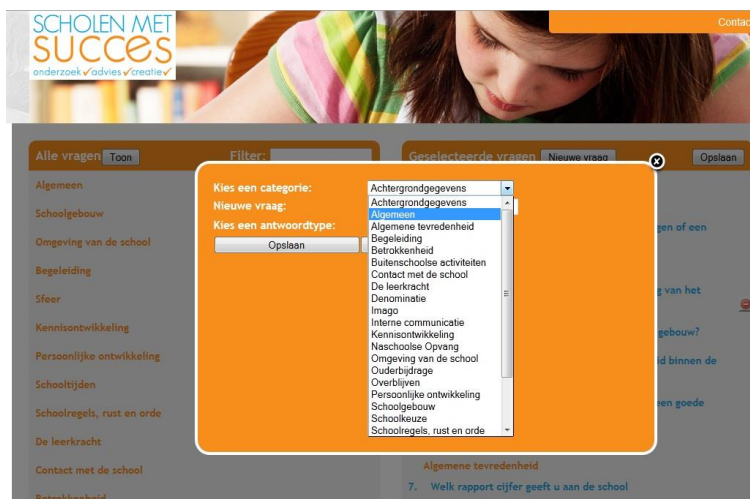 SCHOLEN MET
SUCCES
onderzoek✓advies✓creatie✓
Contac
Alle vragen Toon Filter:
Geselecteerde vragen Nieuwe vraag Opslaan
Algemeen
Schoolgebouw
Omgeving van de school
Begeleiding
Sfeer
Kennisontwikkeling
Persoonlijke ontwikkeling
Schooltijden
Schoolregels, rust en orde
De leerkracht
Contact met de school
Betrokkenheid
Kies een categorie: Achtergrondgegevens
Nieuwe vraag:
Kies een antwoordtype:
Opslaan
Achtergrondgegevens
Algemeen
Algemene tevredenheid
Begeleiding
Betrokkenheid
Buitenschoolse activiteiten
Contact met de school
De leerkracht
Denominatie
Imago
Interne communicatie
Kennisontwikkeling
Naschoolse Opvang
Omgeving van de school
Ouderbijdrage
Overblijven
Persoonlijke ontwikkeling
Schoolgebouw
Schoolkeuze
Schoolregels, rust en orde
gen of een
g van het
gebouw?
id binnen de
een goede
Algemene tevredenheid
7. Welk rapport cijfer geeft u aan de school